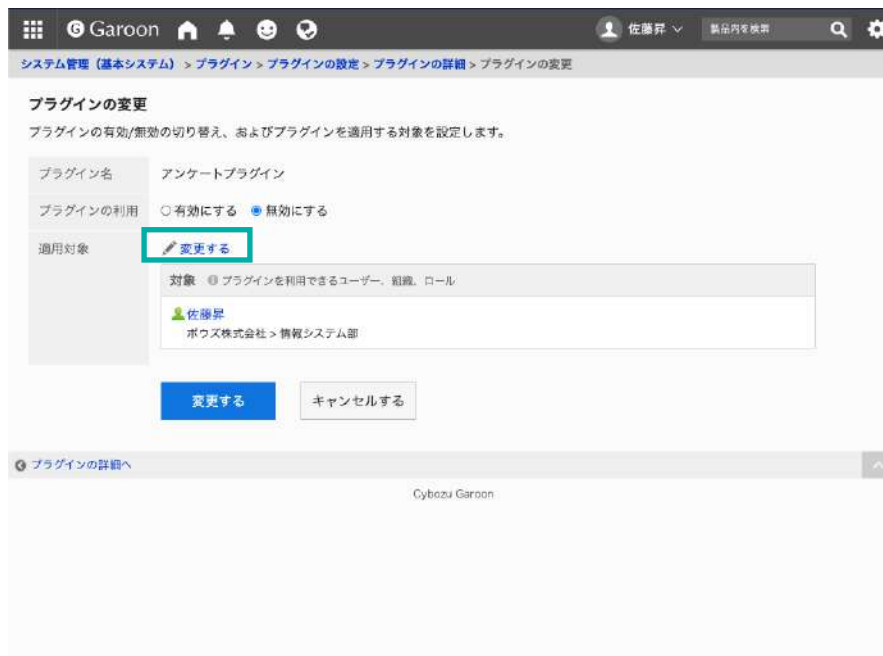 Garoon
佐藤昇
製品内を検索
システム管理（基本システム） > プラグイン > プラグインの設定 > プラグインの詳細 > プラグインの変更
プラグインの変更
プラグインの有効/無効の切り替え、およびプラグインを適用する対象を設定します。
プラグイン名 アンケートプラグイン
プラグインの利用 有効にする 無効にする
適用対象 変更する
対象 プラグインを利用できるユーザー、組織、ロール
佐藤昇
ボウズ株式会社 > 情報システム部
変更する キャンセルする
プラグインの詳細へ
Cybozu Garoon